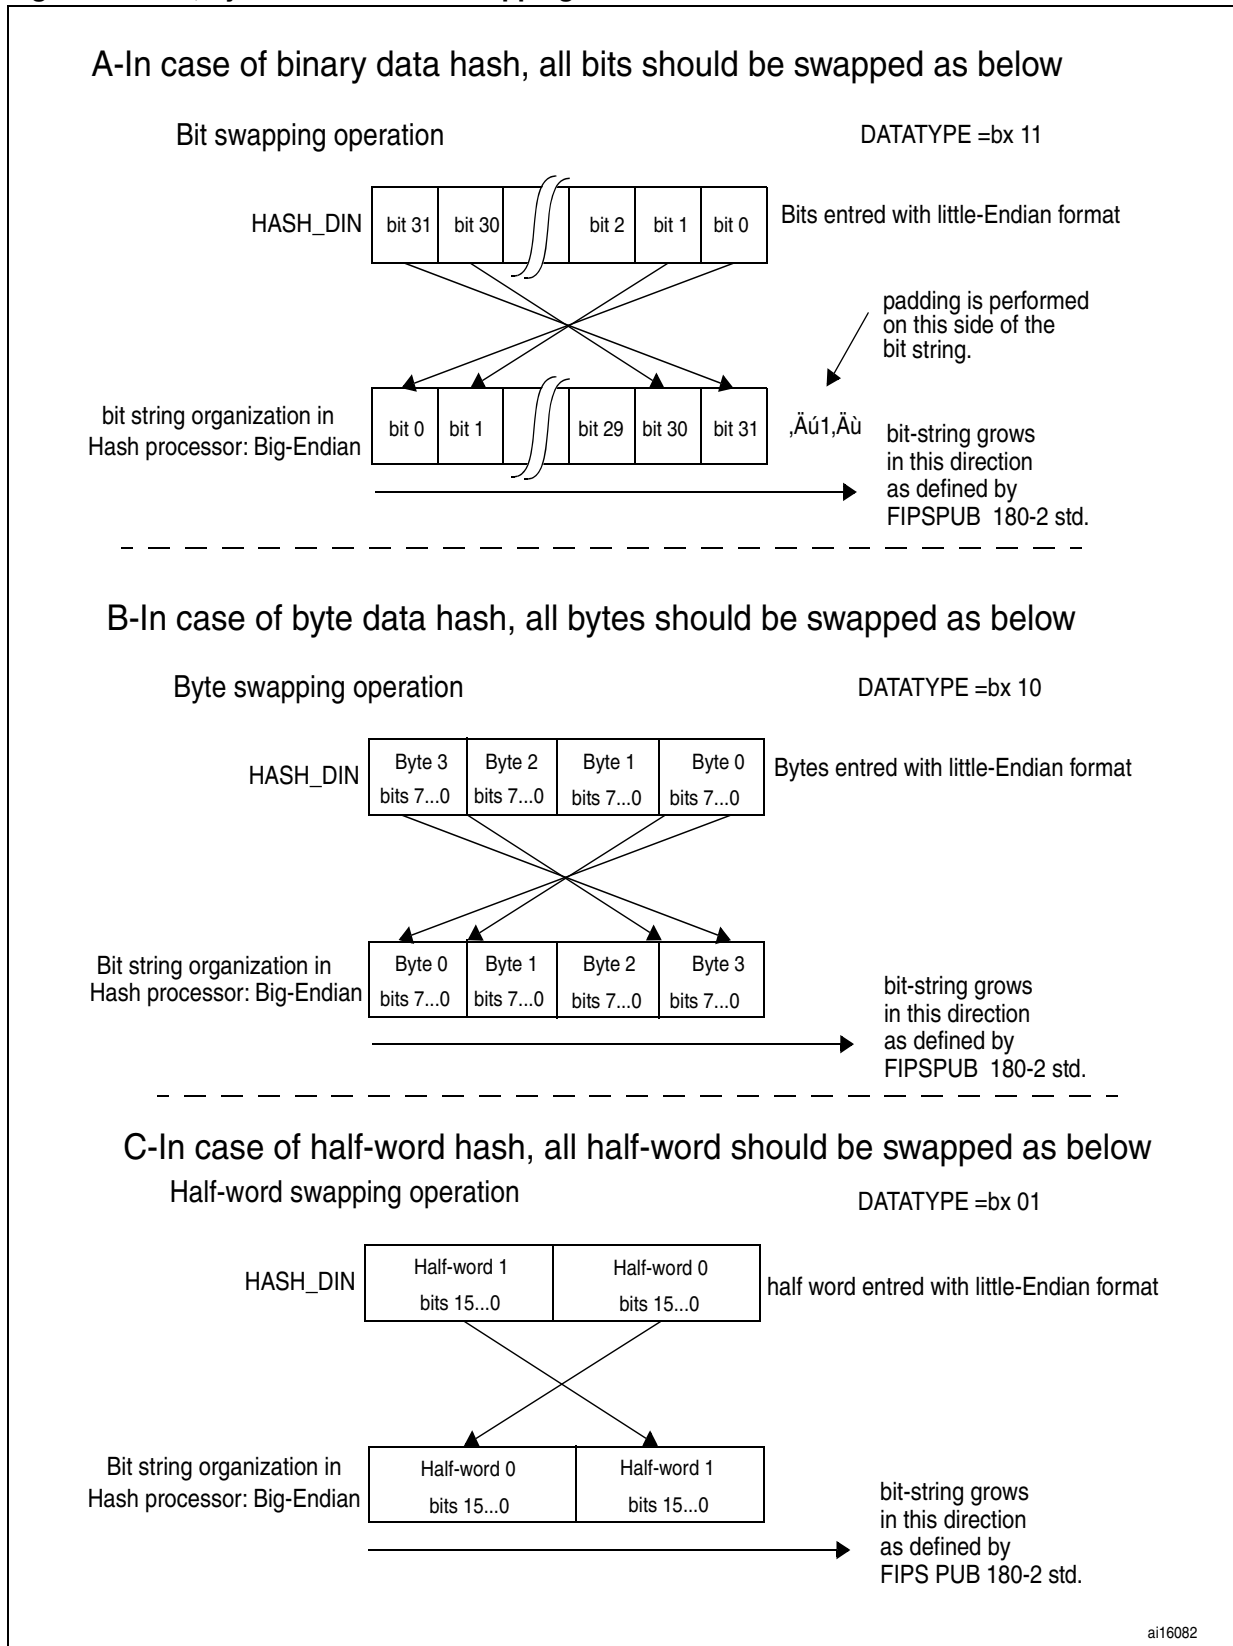 A-In case of binary data hash, all bits should be swapped as below
Bit swapping operation
DATATYPE =bx 11
HASH_DIN
bit 31 bit 30 bit 2 bit 1 bit 0
Bits entred with little-Endian format
padding is performed
on this side of the
bit string.
bit string organization in
Hash processor: Big-Endian
bit 0 bit 1 bit 29 bit 30 bit 31
‚Äú1‚Äù
bit-string grows
in this direction
as defined by
FIPSPUB 180-2 std.
B-In case of byte data hash, all bytes should be swapped as below
Byte swapping operation
DATATYPE =bx 10
HASH_DIN
Byte 3 Byte 2 Byte 1 Byte 0
bits 7...0 bits 7...0 bits 7...0 bits 7...0
Bytes entred with little-Endian format
Bit string organization in
Hash processor: Big-Endian
Byte 0 Byte 1 Byte 2 Byte 3
bits 7...0 bits 7...0 bits 7...0 bits 7...0
bit-string grows
in this direction
as defined by
FIPSPUB 180-2 std.
C-In case of half-word hash, all half-word should be swapped as below
Half-word swapping operation
DATATYPE =bx 01
HASH_DIN
Half-word 1 Half-word 0
bits 15...0 bits 15...0
half word entred with little-Endian format
Bit string organization in
Hash processor: Big-Endian
Half-word 0 Half-word 1
bits 15...0 bits 15...0
bit-string grows
in this direction
as defined by
FIPS PUB 180-2 std.
ai16082